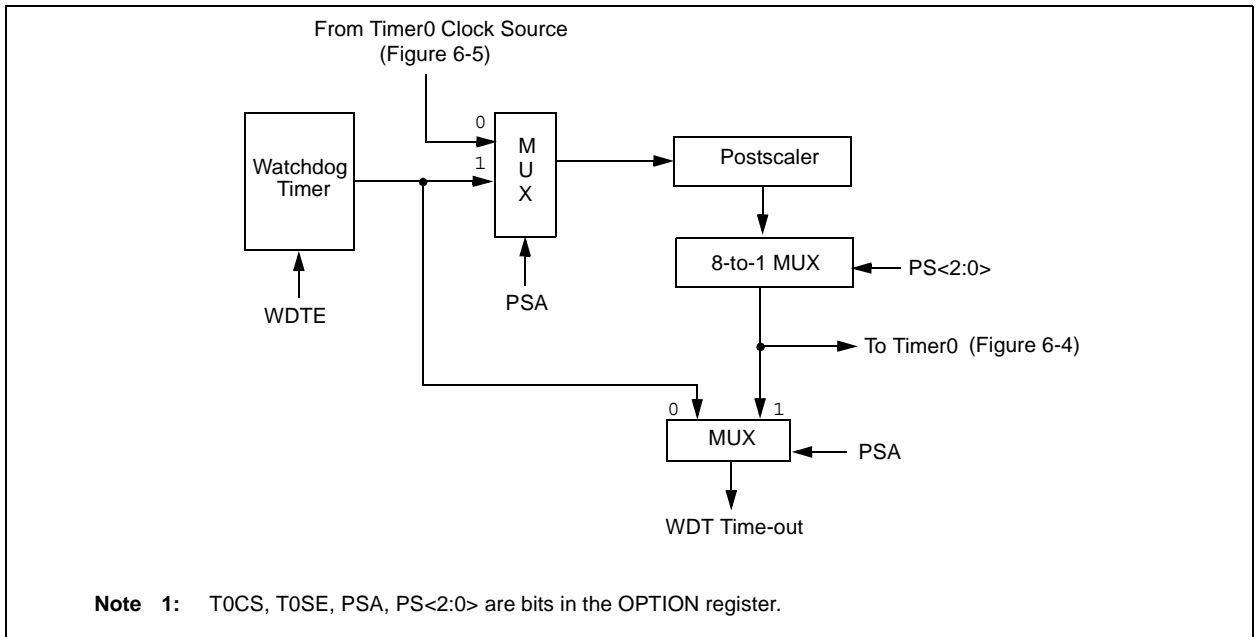 From Timer0 Clock Source
(Figure 6-5)
0
1
M
U
X
Watchdog
Timer
Postscaler
8-to-1 MUX
PS<2:0>
WDTE
PSA
To Timer0 (Figure 6-4)
0
1
MUX
PSA
WDT Time-out
Note 1: T0CS, T0SE, PSA, PS<2:0> are bits in the OPTION register.